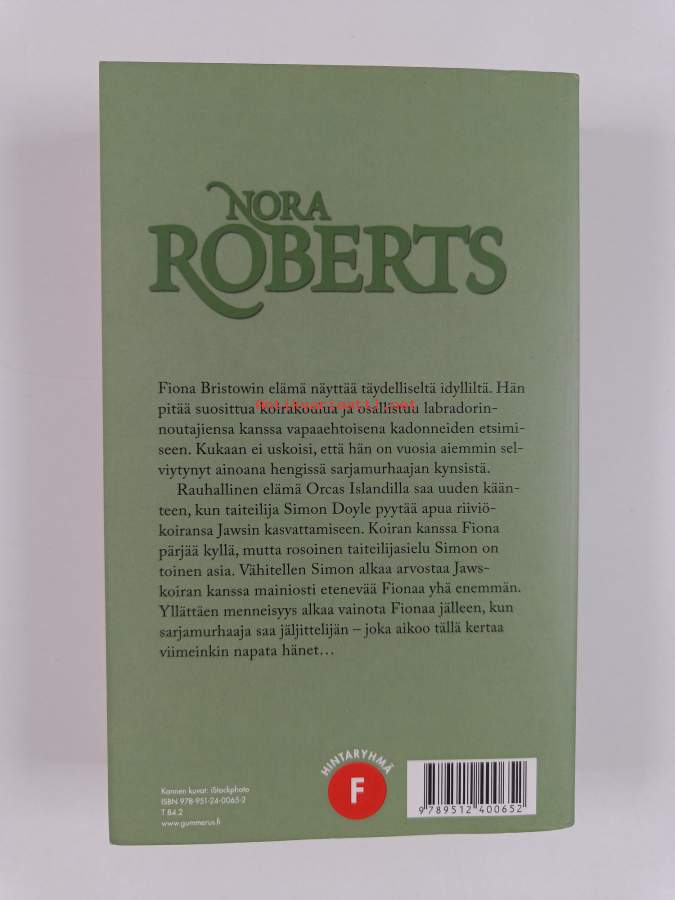 NORA
ROBERTS
Fiona Bristowin elämä näyttää täydelliseltä idylliltä. Hän
pitää suosittua koirakoulua ja osallistuu labradorin-
Antikvariaatti.net
noutajiensa kanssa vapaaehtoisena kadonneiden etsimi-
seen. Kukaan ei uskoisi, että hän on vuosia aiemmin sel-
viytynyt ainoana hengissä sarjamurhaajan kynsistä.
Rauhallinen elämä Orcas Islandilla saa uuden kään-
teen, kun taiteilija Simon Doyle pyytää apua riiviö-
koiransa Jawsin kasvattamiseen. Koiran kanssa Fiona
pärjää kyllä, mutta rosoinen taiteilijasielu Simon on
toinen asia. Vähitellen Simon alkaa arvostaa Jaws-
koiran kanssa mainiosti etenevää Fionaa yhä enemmän.
Yllättäen menneisyys alkaa vainota Fionaa jälleen, kun
sarjamurhaaja saa jäljittelijän – joka aikoo tällä kertaa
viimeinkin napata hänet…
HINTARYHMÄ
F
Kannen kuvat: iStockphoto
ISBN 978-951-24-0065-2
T 84.2
www.gummerus.fi
9789512400652